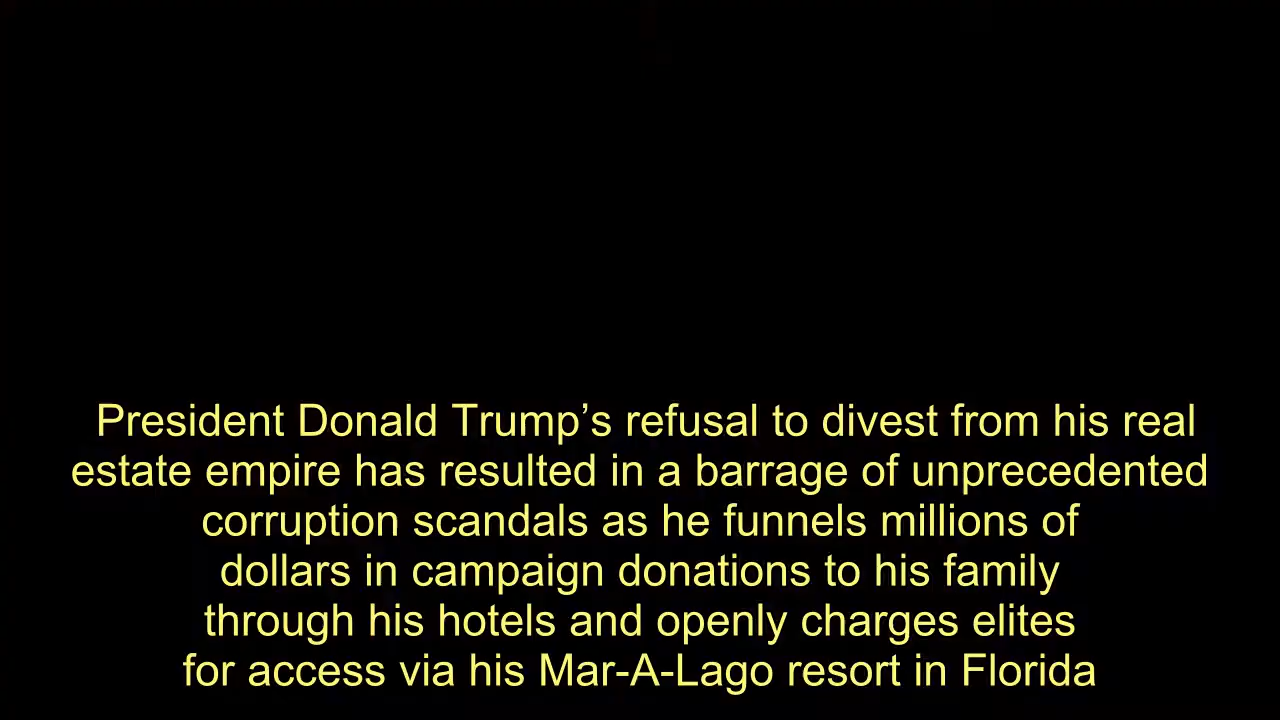 President Donald Trump’s refusal to divest from his real
estate empire has resulted in a barrage of unprecedented
corruption scandals as he funnels millions of
dollars in campaign donations to his family
through his hotels and openly charges elites
for access via his Mar-A-Lago resort in Florida